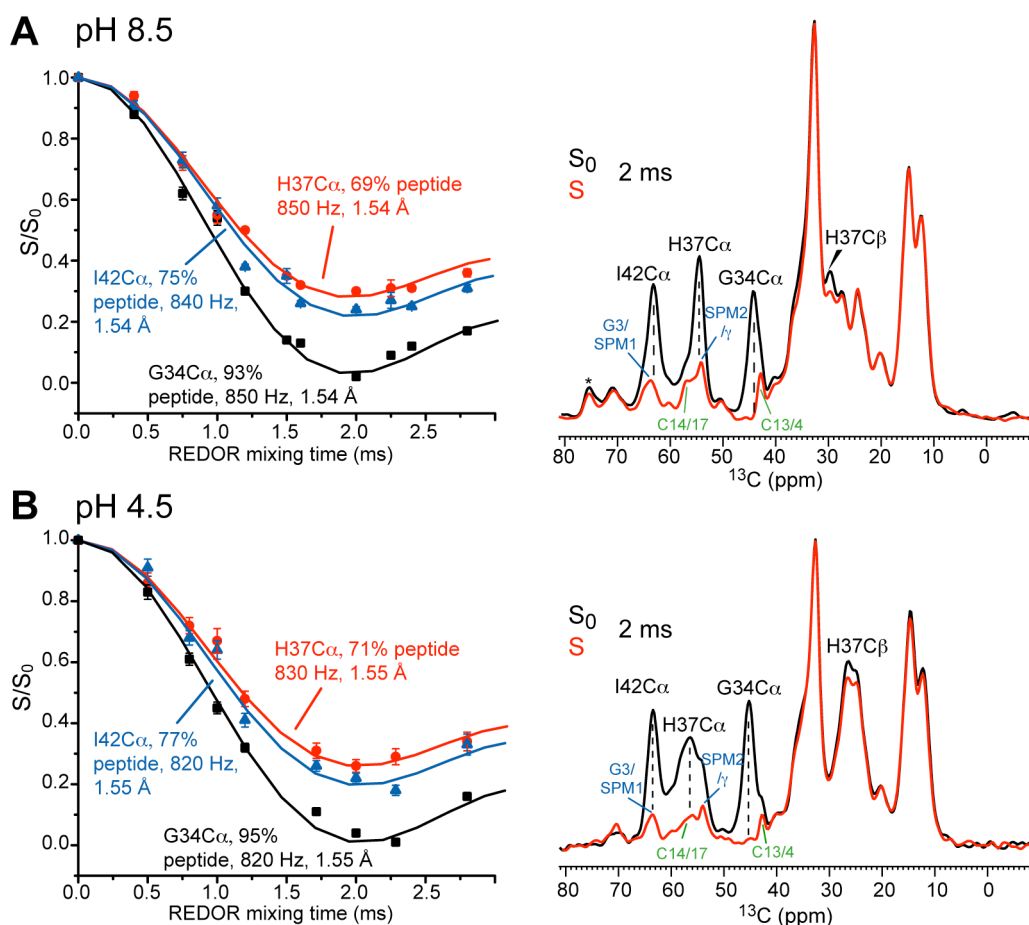 A pH 8.5
1.0
0.8
0.6
0.4
0.2
0.0
S/S₀
H37Cα, 69% peptide
850 Hz, 1.54 Å
I42Cα, 75%
peptide, 840 Hz,
1.54 Å
G34Cα, 93%
peptide, 850 Hz, 1.54 Å
0.0 0.5 1.0 1.5 2.0 2.5
REDOR mixing time (ms)
S₀
S
2 ms
H37Cα
I42Cα
G34Cα
H37Cβ
G3/
SPM1
SPM2
/γ
*
C14/17
C13/4
80 70 60 50 40 30 20 10 0
¹³C (ppm)
B pH 4.5
1.0
0.8
0.6
0.4
0.2
0.0
S/S₀
H37Cα, 71% peptide
830 Hz, 1.55 Å
I42Cα, 77%
peptide, 820 Hz,
1.55 Å
G34Cα, 95%
peptide, 820 Hz, 1.55 Å
0.0 0.5 1.0 1.5 2.0 2.5
REDOR mixing time (ms)
S₀
S
2 ms
I42Cα
G34Cα
H37Cα
H37Cβ
G3/
SPM1
SPM2
/γ
C14/17
C13/4
80 70 60 50 40 30 20 10 0
¹³C (ppm)